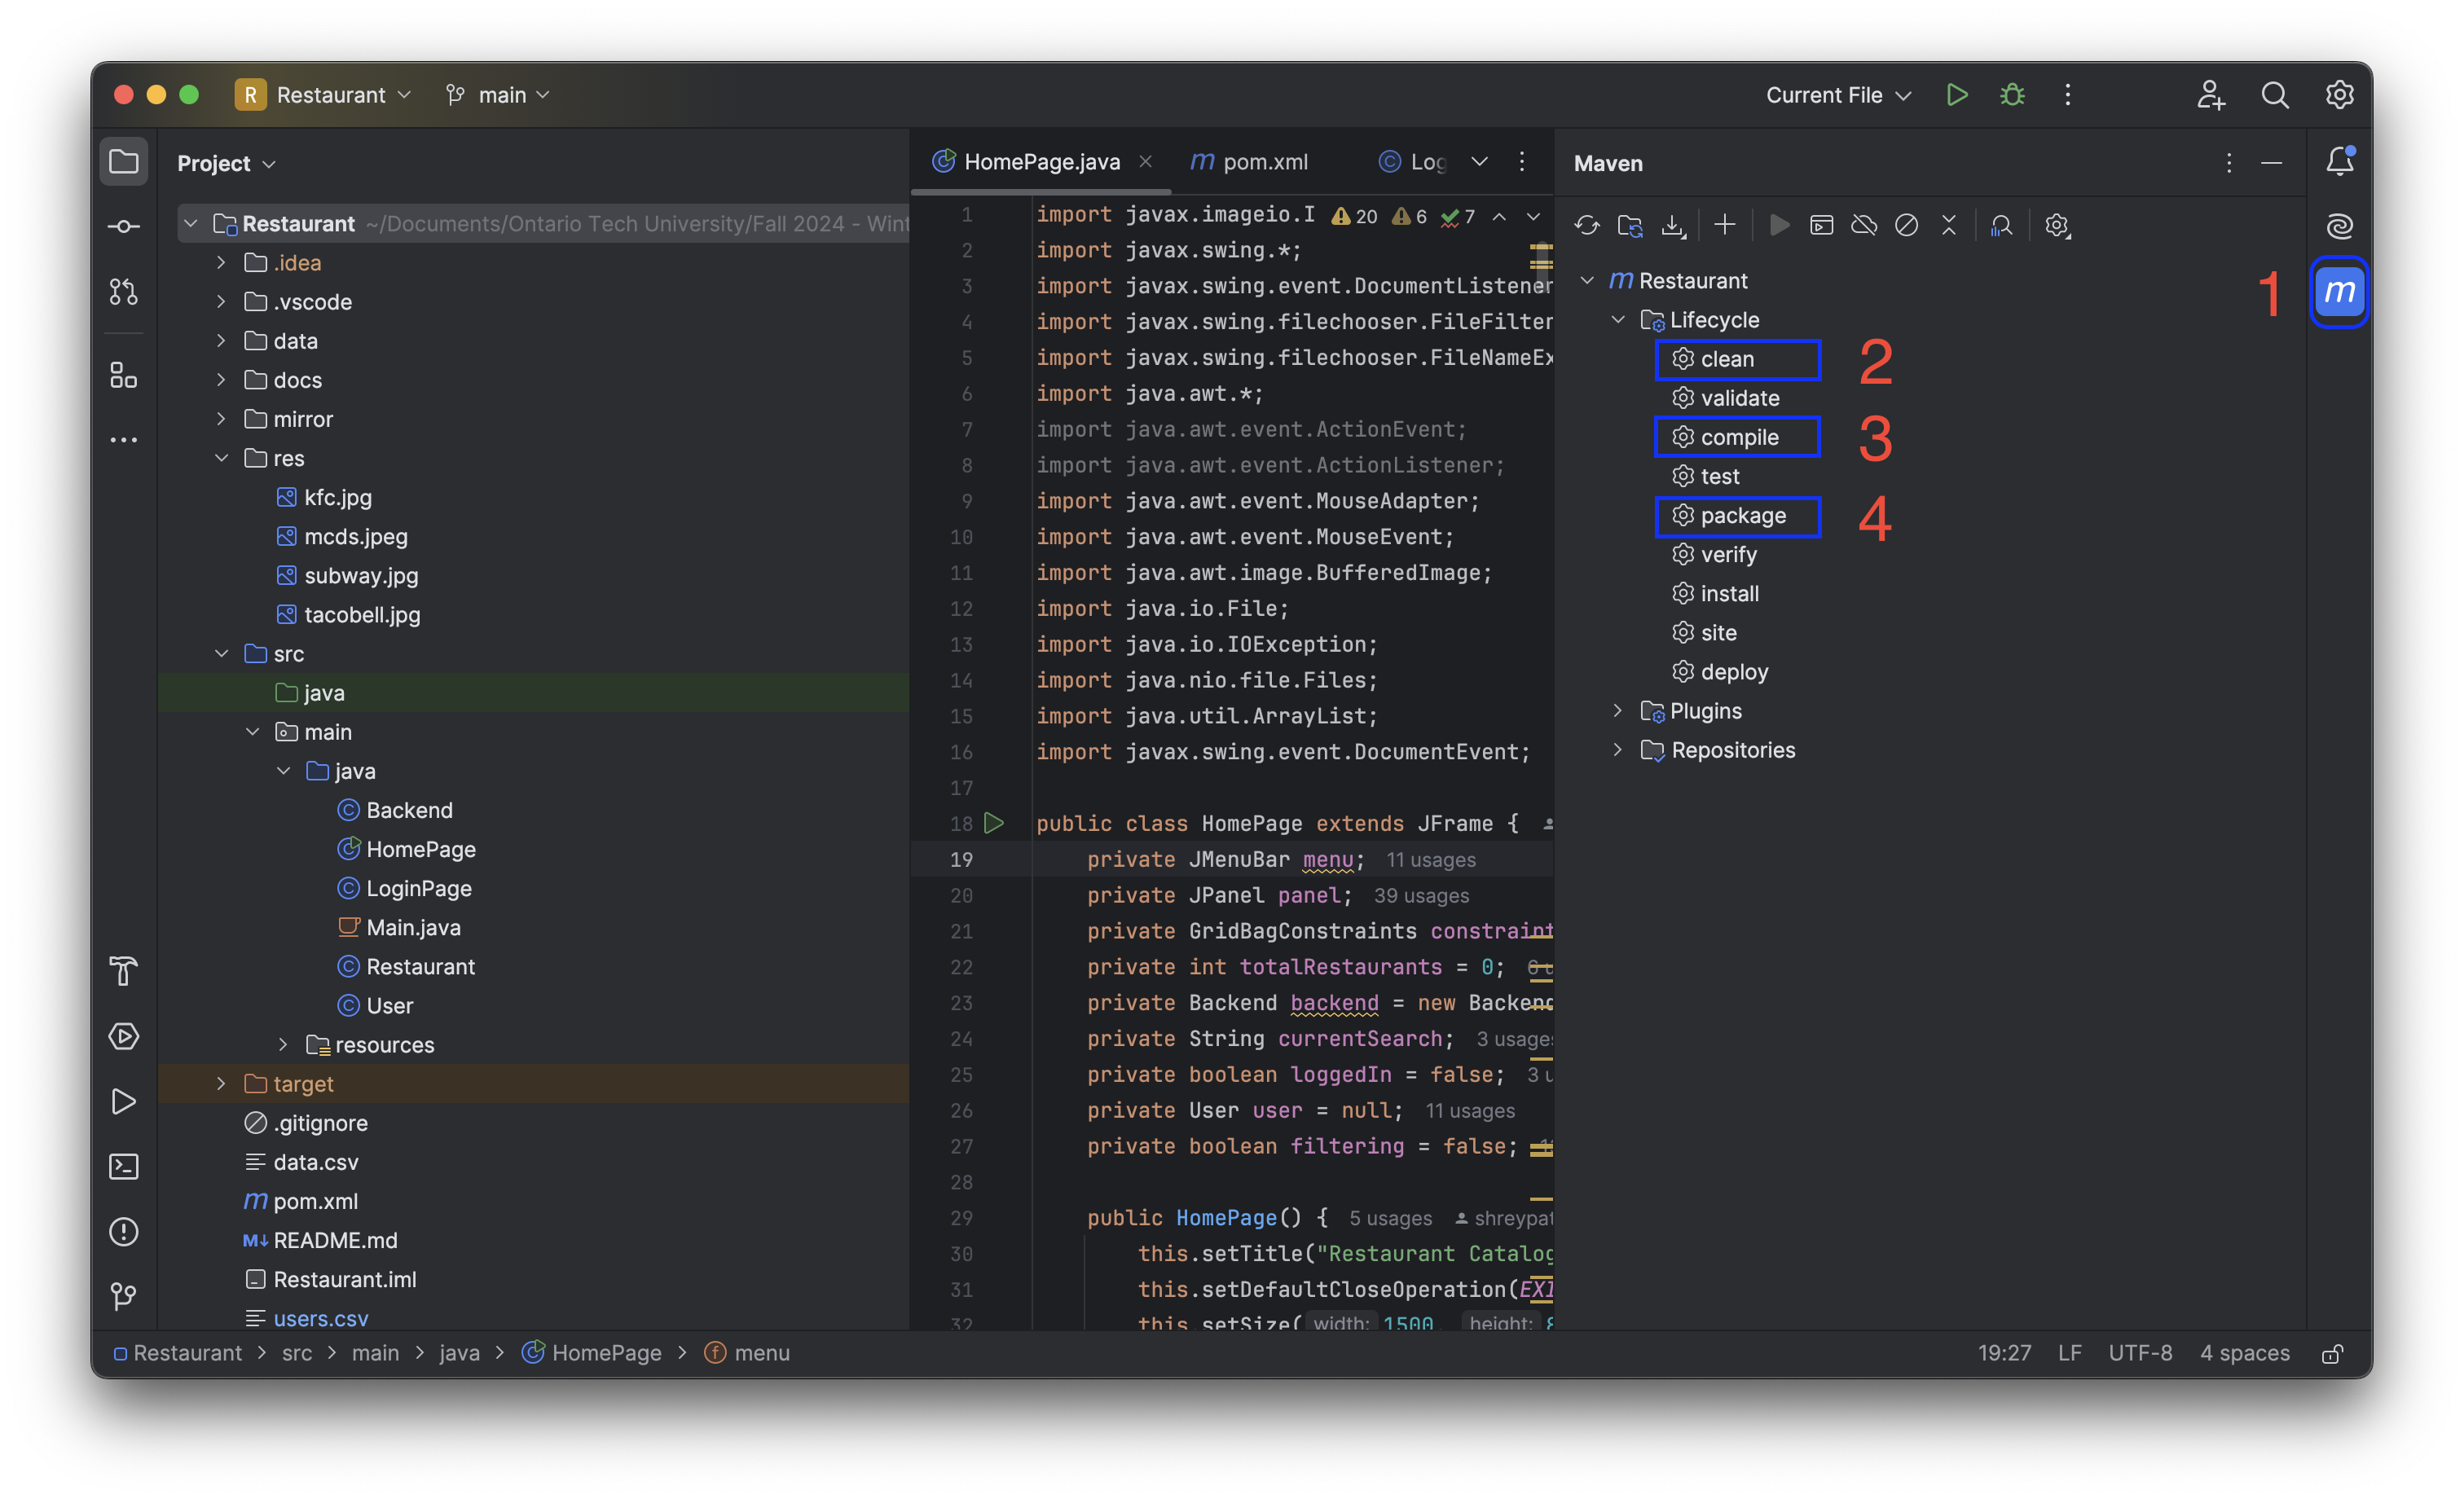 R Restaurant main Current File
Project
Restaurant ~/Documents/Ontario Tech University/Fall 2024 - Wint
.idea
.vscode
data
docs
mirror
res
kfc.jpg
mcds.jpeg
subway.jpg
tacobell.jpg
src
java
main
java
Backend
HomePage
LoginPage
Main.java
Restaurant
User
resources
target
.gitignore
data.csv
m pom.xml
M↓ README.md
Restaurant.iml
users.csv
HomePage.java m pom.xml Log
20 6 7
1 import javax.imageio.I
2 import javax.swing.*;
3 import javax.swing.event.DocumentListener
4 import javax.swing.filechooser.FileFilter
5 import javax.swing.filechooser.FileNameEx
6 import java.awt.*;
7 import java.awt.event.ActionEvent;
8 import java.awt.event.ActionListener;
9 import java.awt.event.MouseAdapter;
10 import java.awt.event.MouseEvent;
11 import java.awt.image.BufferedImage;
12 import java.io.File;
13 import java.io.IOException;
14 import java.nio.file.Files;
15 import java.util.ArrayList;
16 import javax.swing.event.DocumentEvent;
17
18 public class HomePage extends JFrame {
19 private JMenuBar menu; 11 usages
20 private JPanel panel; 39 usages
21 private GridBagConstraints constraint
22 private int totalRestaurants = 0; 6 u
23 private Backend backend = new Backend
24 private String currentSearch; 3 usages
25 private boolean loggedIn = false; 3 u
26 private User user = null; 11 usages
27 private boolean filtering = false;
28
29 public HomePage() { 5 usages shreypat
30 this.setTitle("Restaurant Catalog
31 this.setDefaultCloseOperation(EXI
32 this.setSize( width: 1500, height: 8
Maven
m Restaurant
Lifecycle
clean
validate
compile
test
package
verify
install
site
deploy
Plugins
Repositories
1 m
2
3
4
Restaurant > src > main > java > HomePage > menu
19:27 LF UTF-8 4 spaces